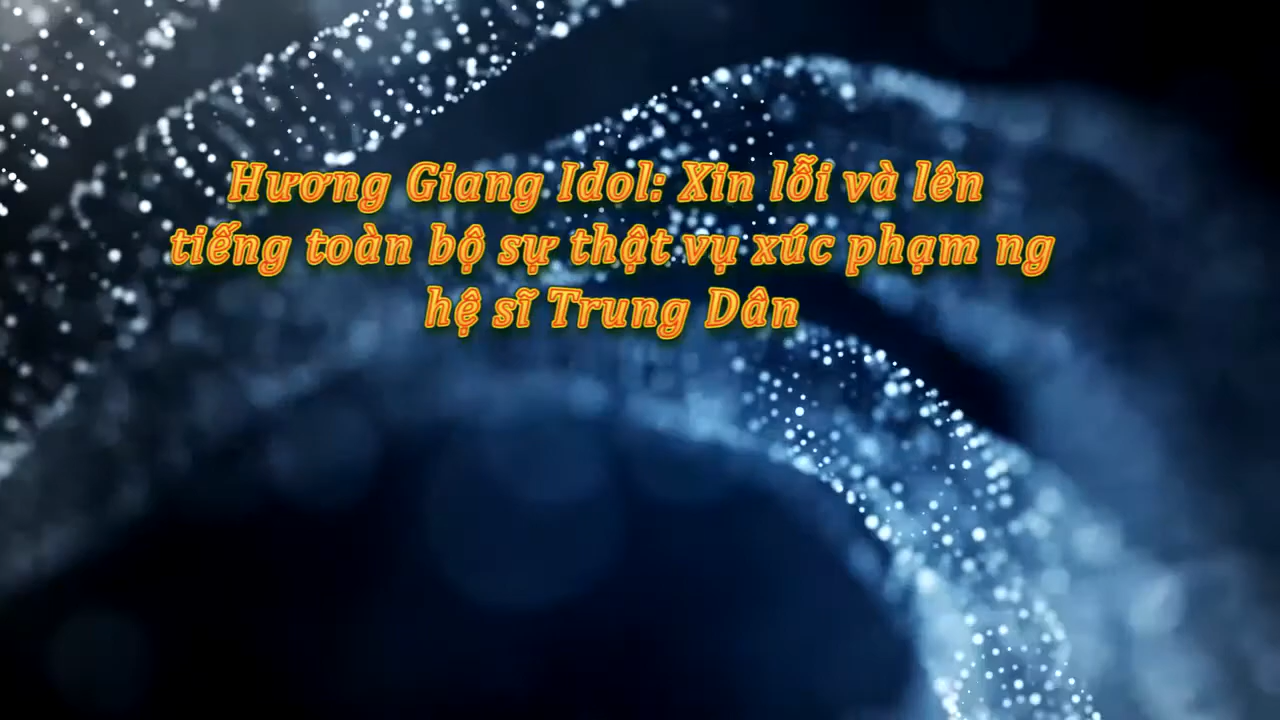 Hương Giang Idol: Xin lỗi và lên
tiếng toàn bộ sự thật vụ xúc phạm ng
hệ sĩ Trung Dân